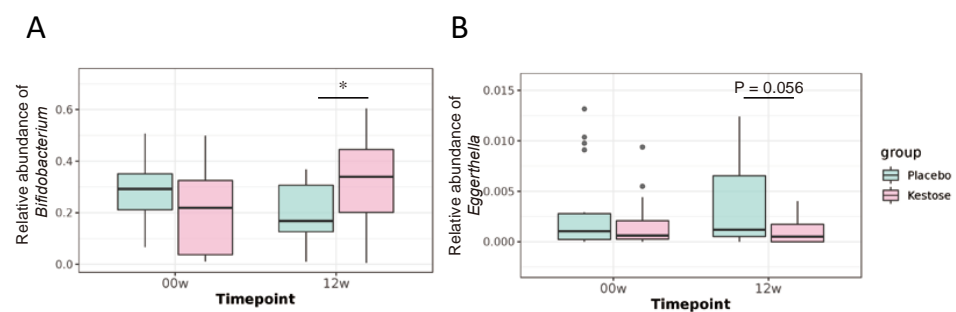 A
Relative abundance of
Bifidobacterium
0.6
0.4
0.2
0.0
*
00w
12w
Timepoint
B
Relative abundance of
Eggerthella
0.015
0.010
0.005
0.000
P = 0.056
00w
12w
Timepoint
group
Placebo
Kestose